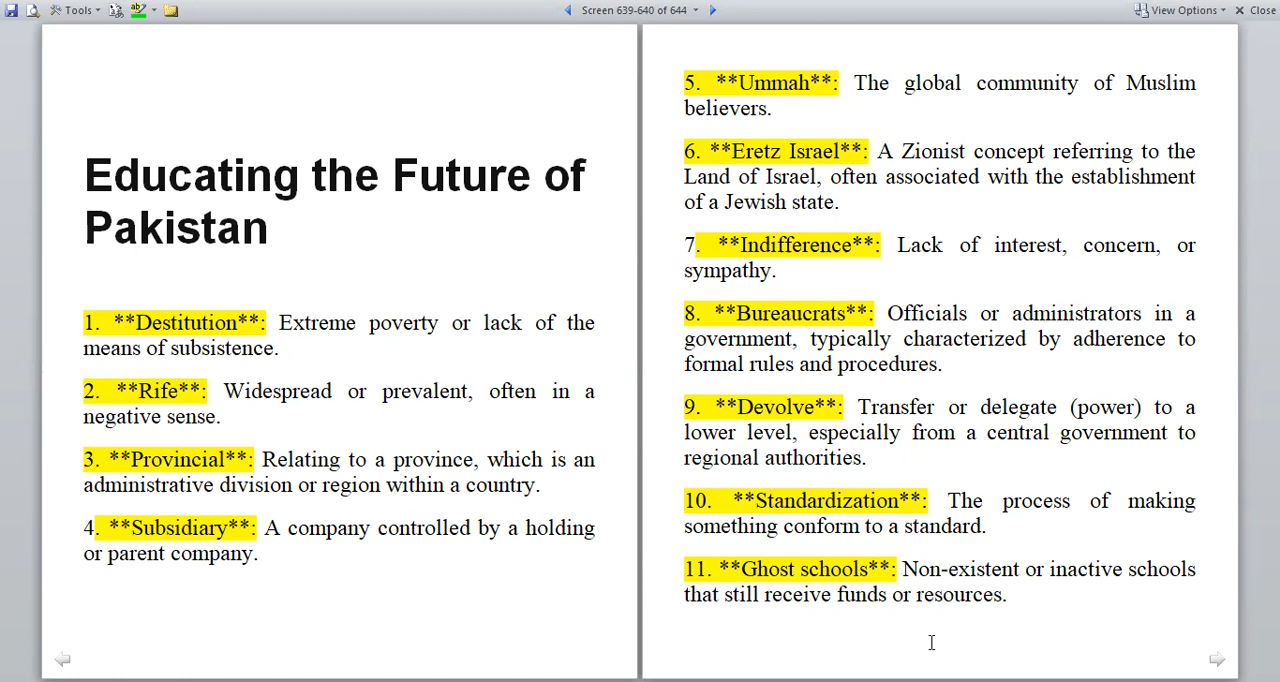 Tools
Screen 639-640 of 644
View Options
Close
Educating the Future of
Pakistan
1. **Destitution**: Extreme poverty or lack of the
means of subsistence.
2. **Rife**: Widespread or prevalent, often in a
negative sense.
3. **Provincial**: Relating to a province, which is an
administrative division or region within a country.
4. **Subsidiary**: A company controlled by a holding
or parent company.
5. **Ummah**: The global community of Muslim
believers.
6. **Eretz Israel**: A Zionist concept referring to the
Land of Israel, often associated with the establishment
of a Jewish state.
7. **Indifference**: Lack of interest, concern, or
sympathy.
8. **Bureaucrats**: Officials or administrators in a
government, typically characterized by adherence to
formal rules and procedures.
9. **Devolve**: Transfer or delegate (power) to a
lower level, especially from a central government to
regional authorities.
10. **Standardization**: The process of making
something conform to a standard.
11. **Ghost schools**: Non-existent or inactive schools
that still receive funds or resources.